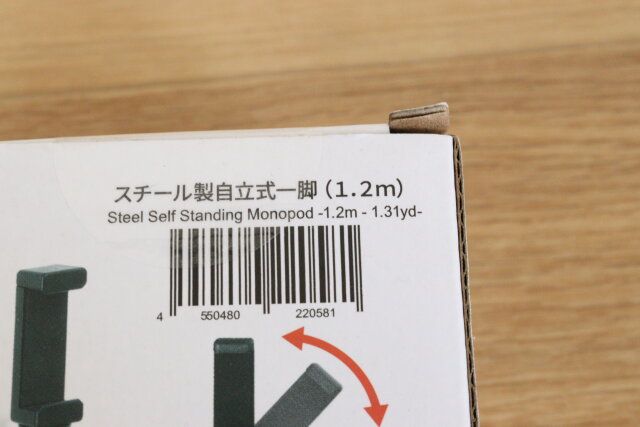 スチール製自立式一脚（1.2m）
Steel Self Standing Monopod -1.2m - 1.31yd-
4 550480 220581